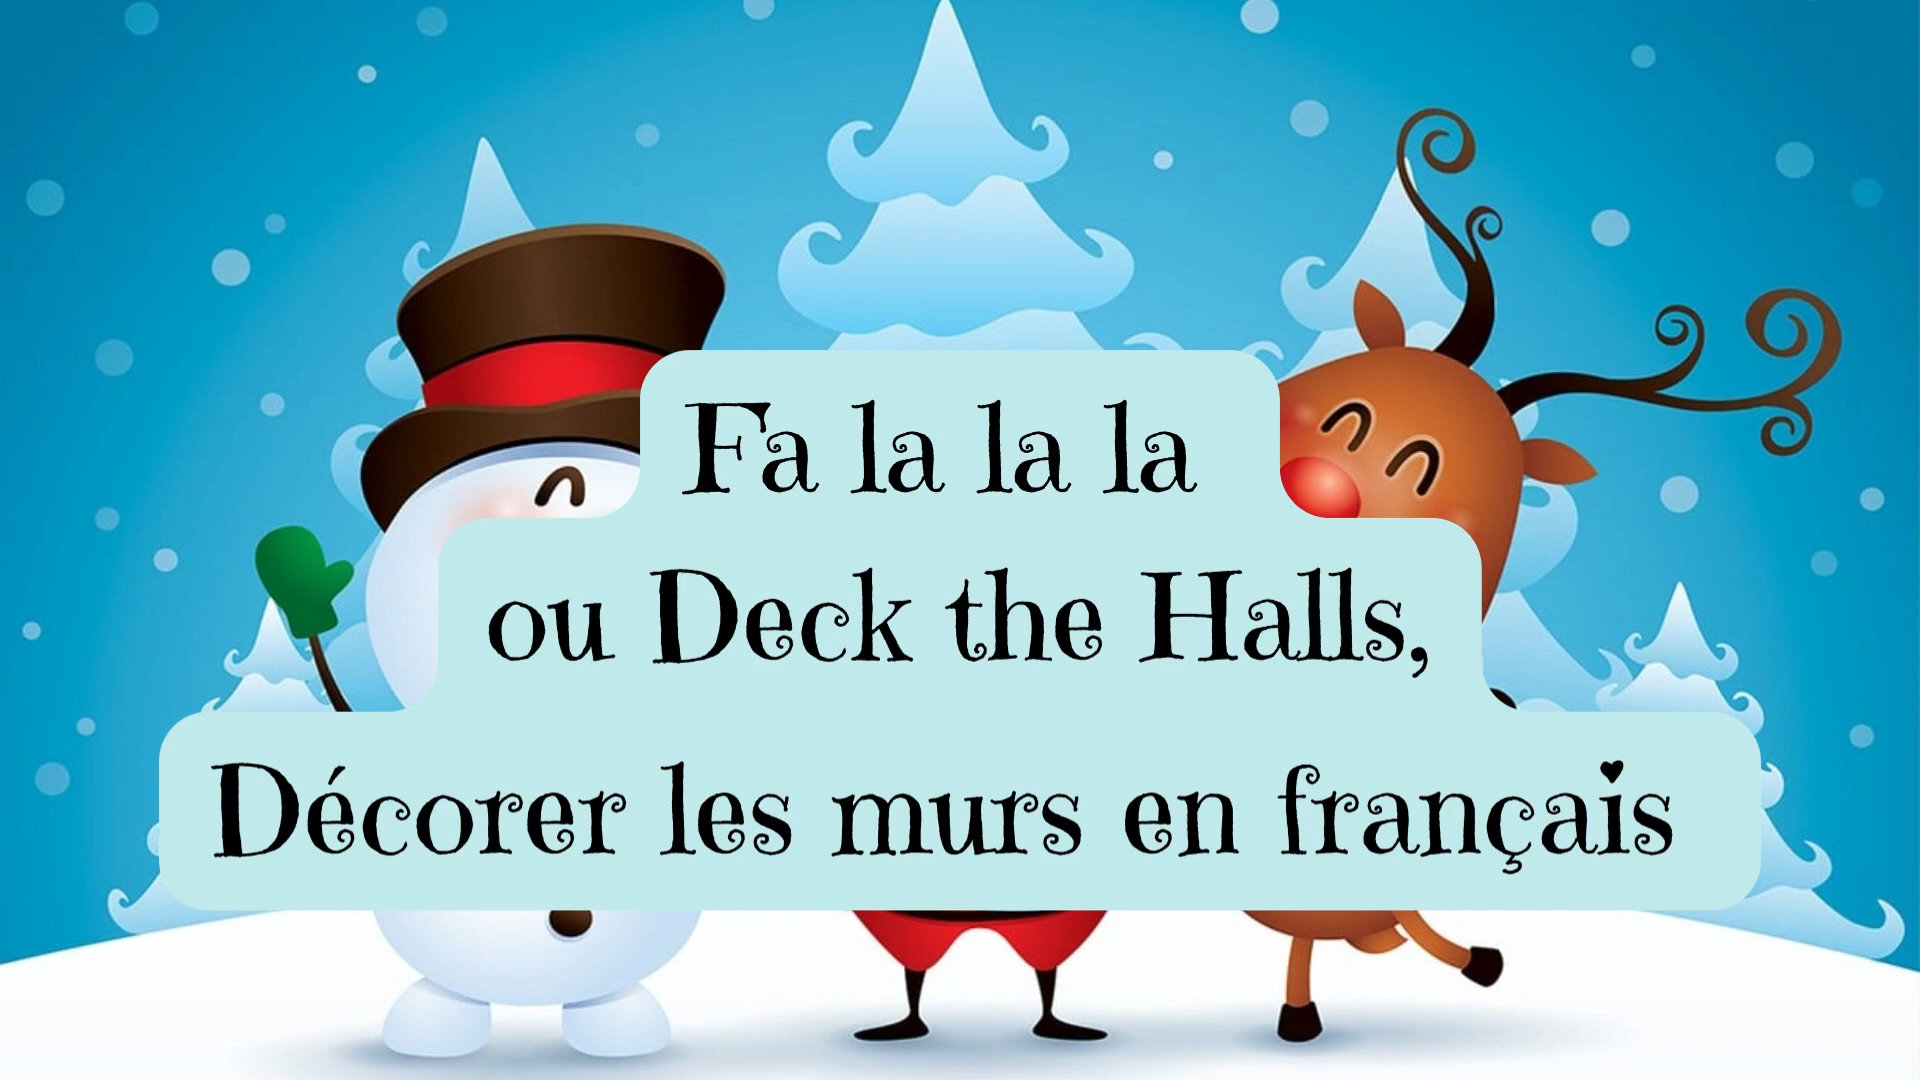 Fa la la la
ou Deck the Halls,
Décorer les murs en français